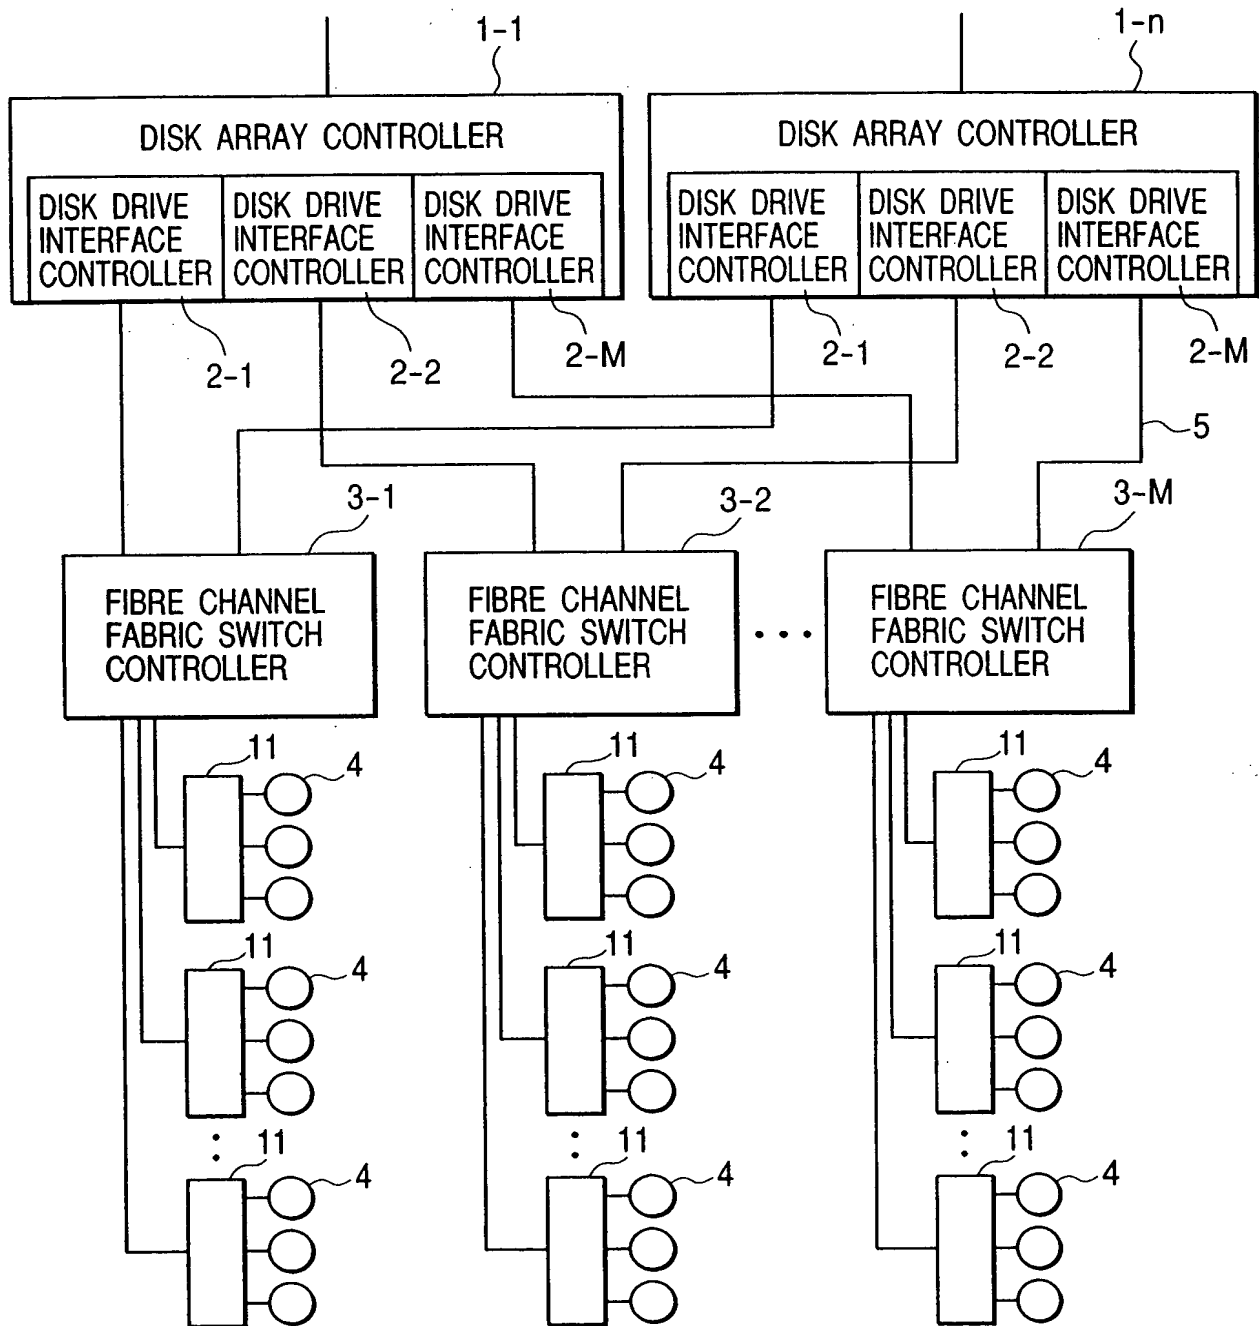 1-1
1-n
DISK ARRAY CONTROLLER
DISK ARRAY CONTROLLER
DISK DRIVE
INTERFACE
CONTROLLER
DISK DRIVE
INTERFACE
CONTROLLER
DISK DRIVE
INTERFACE
CONTROLLER
DISK DRIVE
INTERFACE
CONTROLLER
DISK DRIVE
INTERFACE
CONTROLLER
DISK DRIVE
INTERFACE
CONTROLLER
2-1
2-2
2-M
2-1
2-2
2-M
5
3-1
3-2
3-M
FIBRE CHANNEL
FABRIC SWITCH
CONTROLLER
FIBRE CHANNEL
FABRIC SWITCH
CONTROLLER
FIBRE CHANNEL
FABRIC SWITCH
CONTROLLER
11
4
11
4
11
4
11
4
11
4
11
4
11
4
11
4
11
4